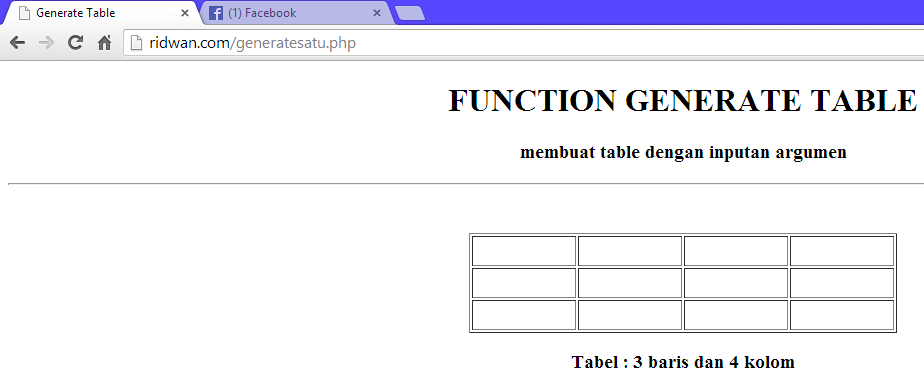 Generate Table
(1) Facebook
ridwan.com/generatesatu.php
FUNCTION GENERATE TABLE
membuat table dengan inputan argumen
Tabel : 3 baris dan 4 kolom